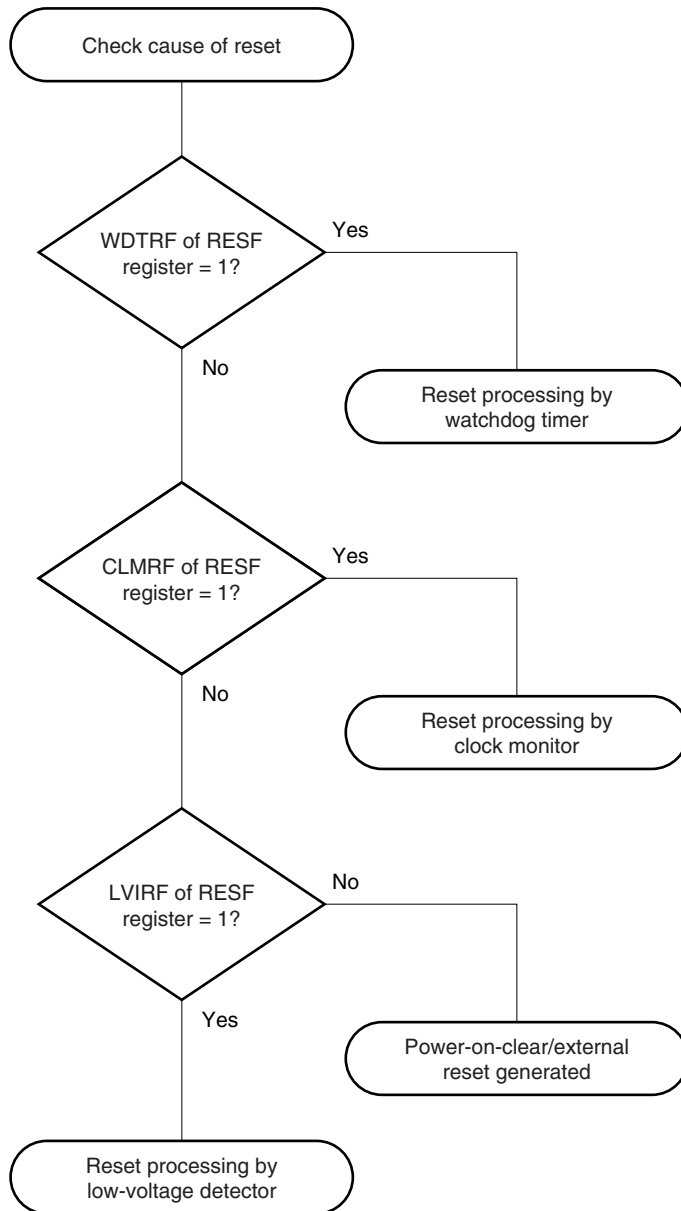 Check cause of reset
WDTRF of RESF
register = 1?
Yes
No
Reset processing by
watchdog timer
CLMRF of RESF
register = 1?
Yes
No
Reset processing by
clock monitor
LVIRF of RESF
register = 1?
No
Yes
Power-on-clear/external
reset generated
Reset processing by
low-voltage detector